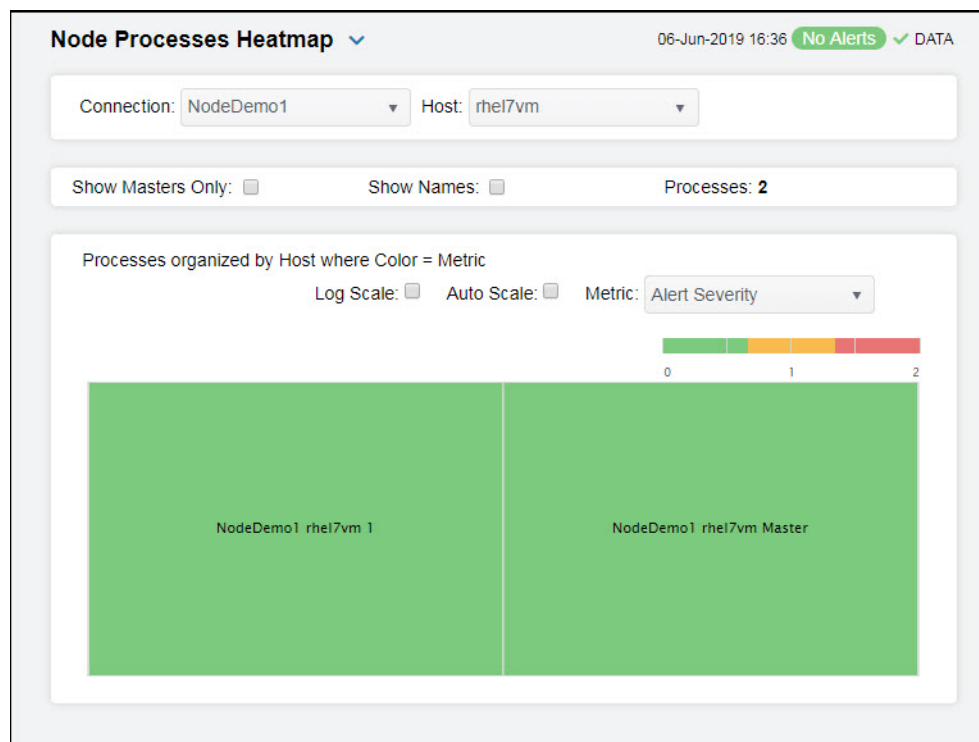 Node Processes Heatmap 06-Jun-2019 16:36 No Alerts DATA
Connection: NodeDemo1 Host: rhel7vm
Show Masters Only: Show Names: Processes: 2
Processes organized by Host where Color = Metric
Log Scale: Auto Scale: Metric: Alert Severity
0 1 2
NodeDemo1 rhel7vm 1 NodeDemo1 rhel7vm Master